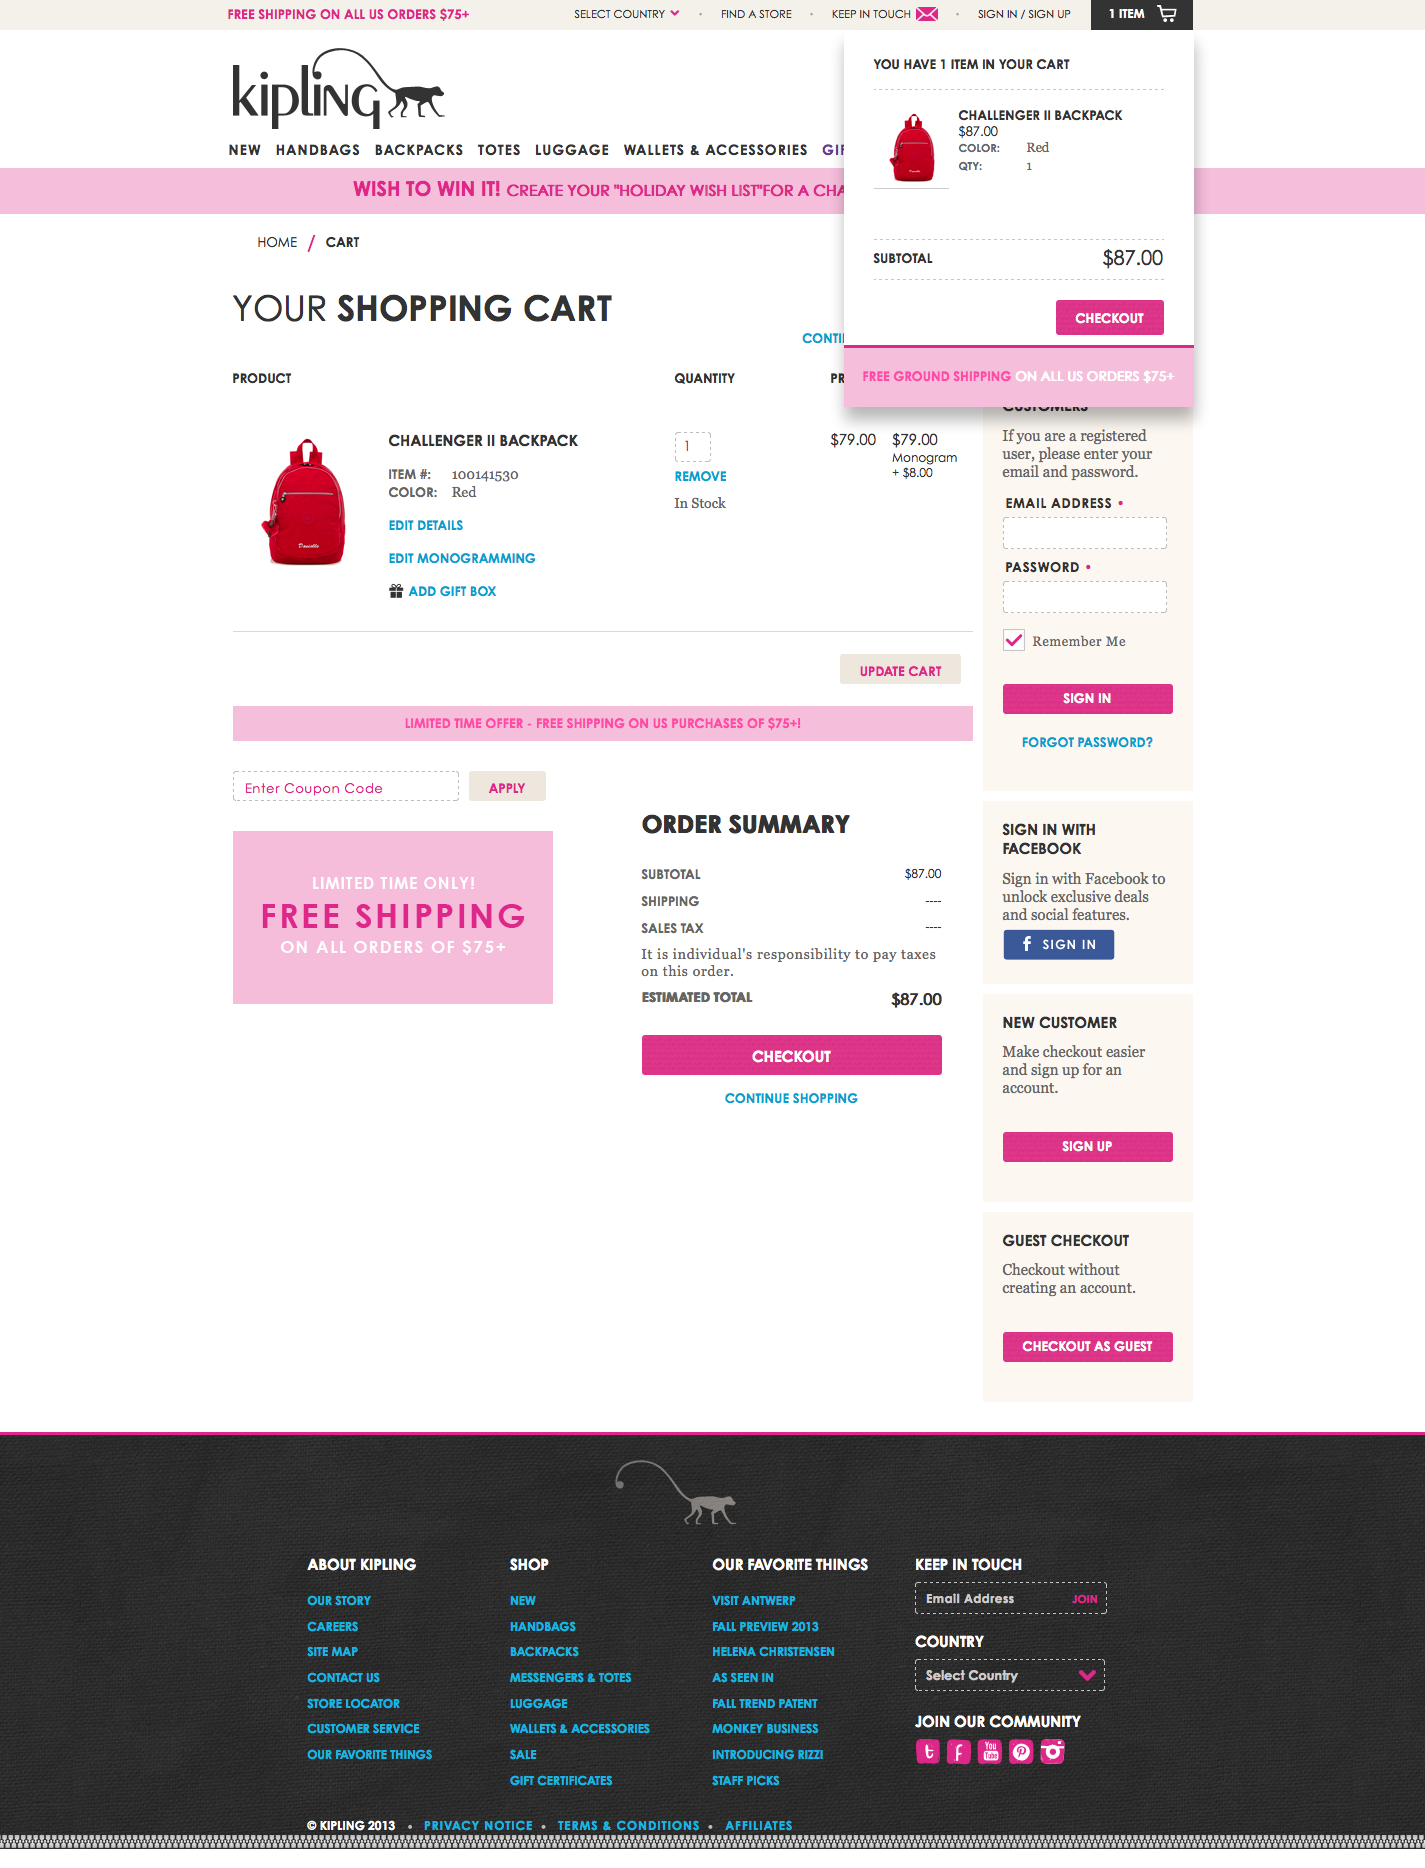 FREE SHIPPING ON ALL US ORDERS $75+
SELECT COUNTRY • FIND A STORE • KEEP IN TOUCH • SIGN IN / SIGN UP
1 ITEM
kipling
NEW HANDBAGS BACKPACKS TOTES LUGGAGE WALLETS & ACCESSORIES
WISH TO WIN IT! CREATE YOUR "HOLIDAY WISH LIST"FOR A
YOU HAVE 1 ITEM IN YOUR CART
CHALLENGER II BACKPACK
$87.00
COLOR: Red
QTY: 1
SUBTOTAL $87.00
CHECKOUT
FREE GROUND SHIPPING ON ALL US ORDERS $75+
HOME / CART
YOUR SHOPPING CART
PRODUCT QUANTITY
CHALLENGER II BACKPACK
ITEM #: 100141530
COLOR: Red
EDIT DETAILS
EDIT MONOGRAMMING
ADD GIFT BOX
1
REMOVE
In Stock
$79.00 $79.00
Monogram
+ $8.00
UPDATE CART
LIMITED TIME OFFER - FREE SHIPPING ON US PURCHASES OF $75+!
Enter Coupon Code
APPLY
LIMITED TIME ONLY!
FREE SHIPPING
ON ALL ORDERS OF $75+
ORDER SUMMARY
SUBTOTAL $87.00
SHIPPING ----
SALES TAX ----
It is individual's responsibility to pay taxes
on this order.
ESTIMATED TOTAL $87.00
CHECKOUT
CONTINUE SHOPPING
CUSTOMERS
If you are a registered
user, please enter your
email and password.
EMAIL ADDRESS •
PASSWORD •
Remember Me
SIGN IN
FORGOT PASSWORD?
SIGN IN WITH
FACEBOOK
Sign in with Facebook to
unlock exclusive deals
and social features.
f SIGN IN
NEW CUSTOMER
Make checkout easier
and sign up for an
account.
SIGN UP
GUEST CHECKOUT
Checkout without
creating an account.
CHECKOUT AS GUEST
ABOUT KIPLING
OUR STORY
CAREERS
SITE MAP
CONTACT US
STORE LOCATOR
CUSTOMER SERVICE
OUR FAVORITE THINGS
SHOP
NEW
HANDBAGS
BACKPACKS
MESSENGERS & TOTES
LUGGAGE
WALLETS & ACCESSORIES
SALE
GIFT CERTIFICATES
OUR FAVORITE THINGS
VISIT ANTWERP
FALL PREVIEW 2013
HELENA CHRISTENSEN
AS SEEN IN
FALL TREND PATENT
MONKEY BUSINESS
INTRODUCING RIZZI
STAFF PICKS
KEEP IN TOUCH
Email Address JOIN
COUNTRY
Select Country
JOIN OUR COMMUNITY
You Tube
© KIPLING 2013 • PRIVACY NOTICE • TERMS & CONDITIONS • AFFILIATES